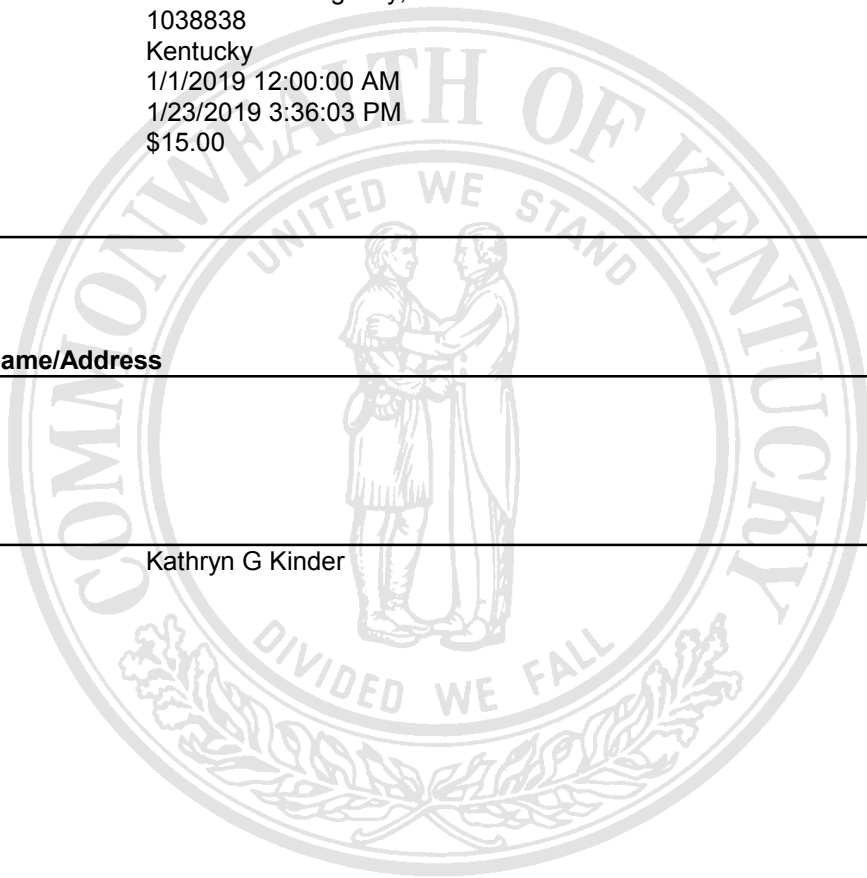 1038838
Kentucky
1/1/2019 12:00:00 AM
1/23/2019 3:36:03 PM
$15.00
COMMONWEALTH OF KENTUCKY
UNITED WE STAND
ame/Address
Kathryn G Kinder
DIVIDED WE FALL